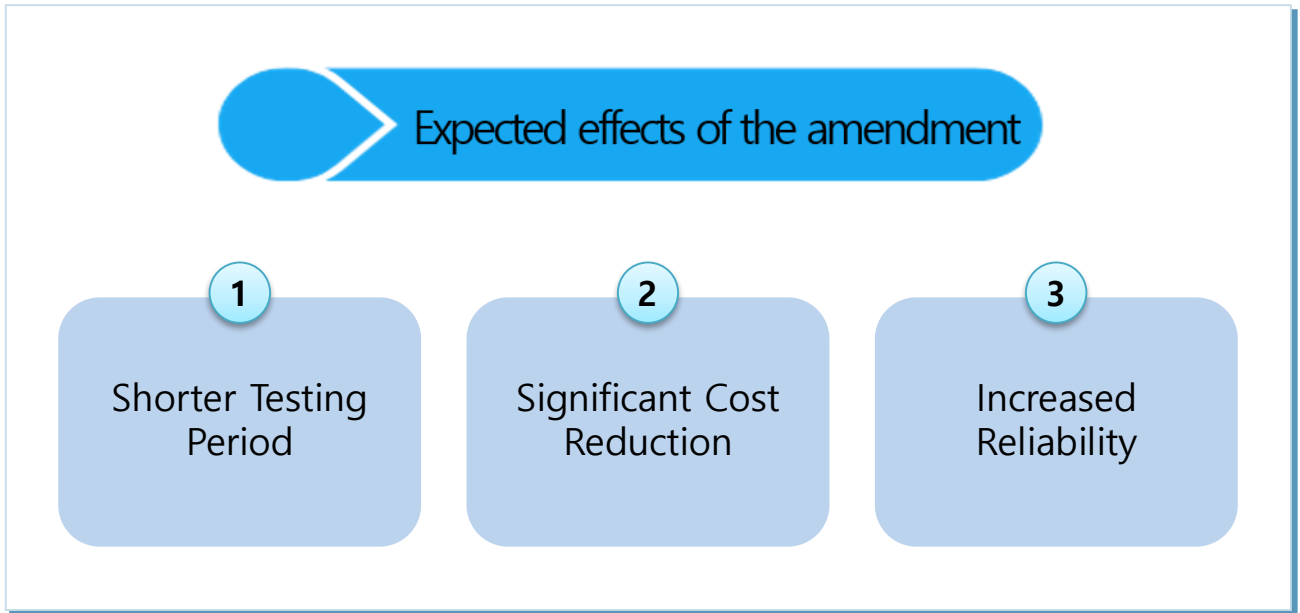 Expected effects of the amendment
1
Shorter Testing
Period
2
Significant Cost
Reduction
3
Increased
Reliability